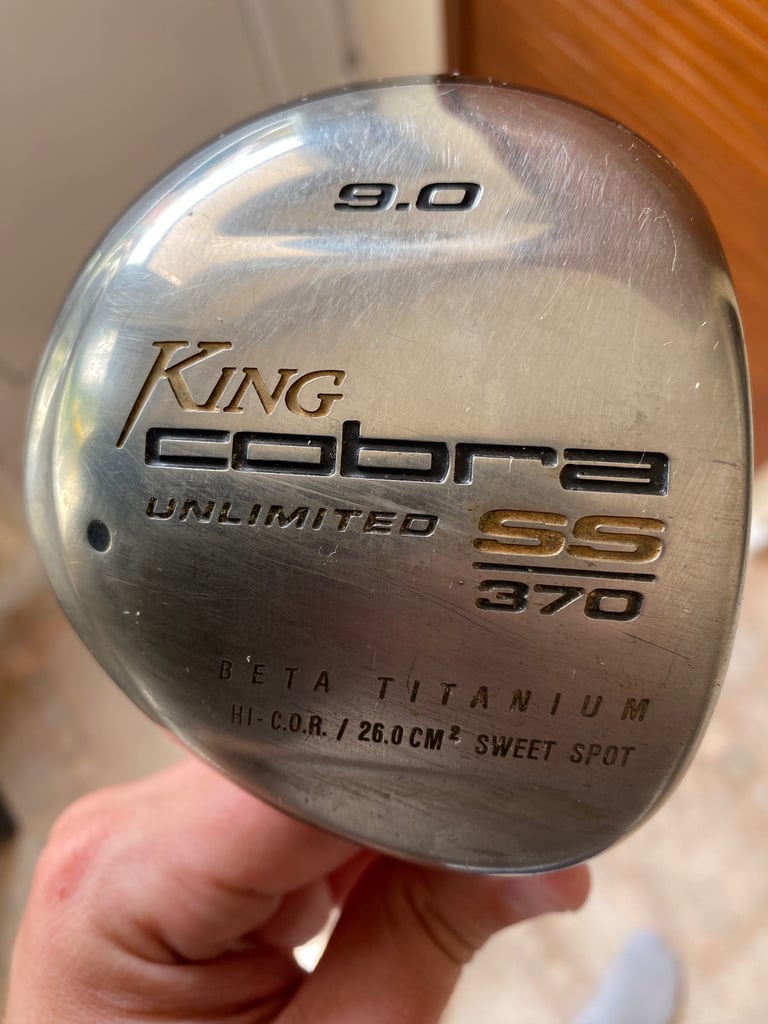 9.0
KING
cobra
UNLIMITED SS
370
BETA TITANIUM
HI-C.O.R. / 26.0 CM² SWEET SPOT